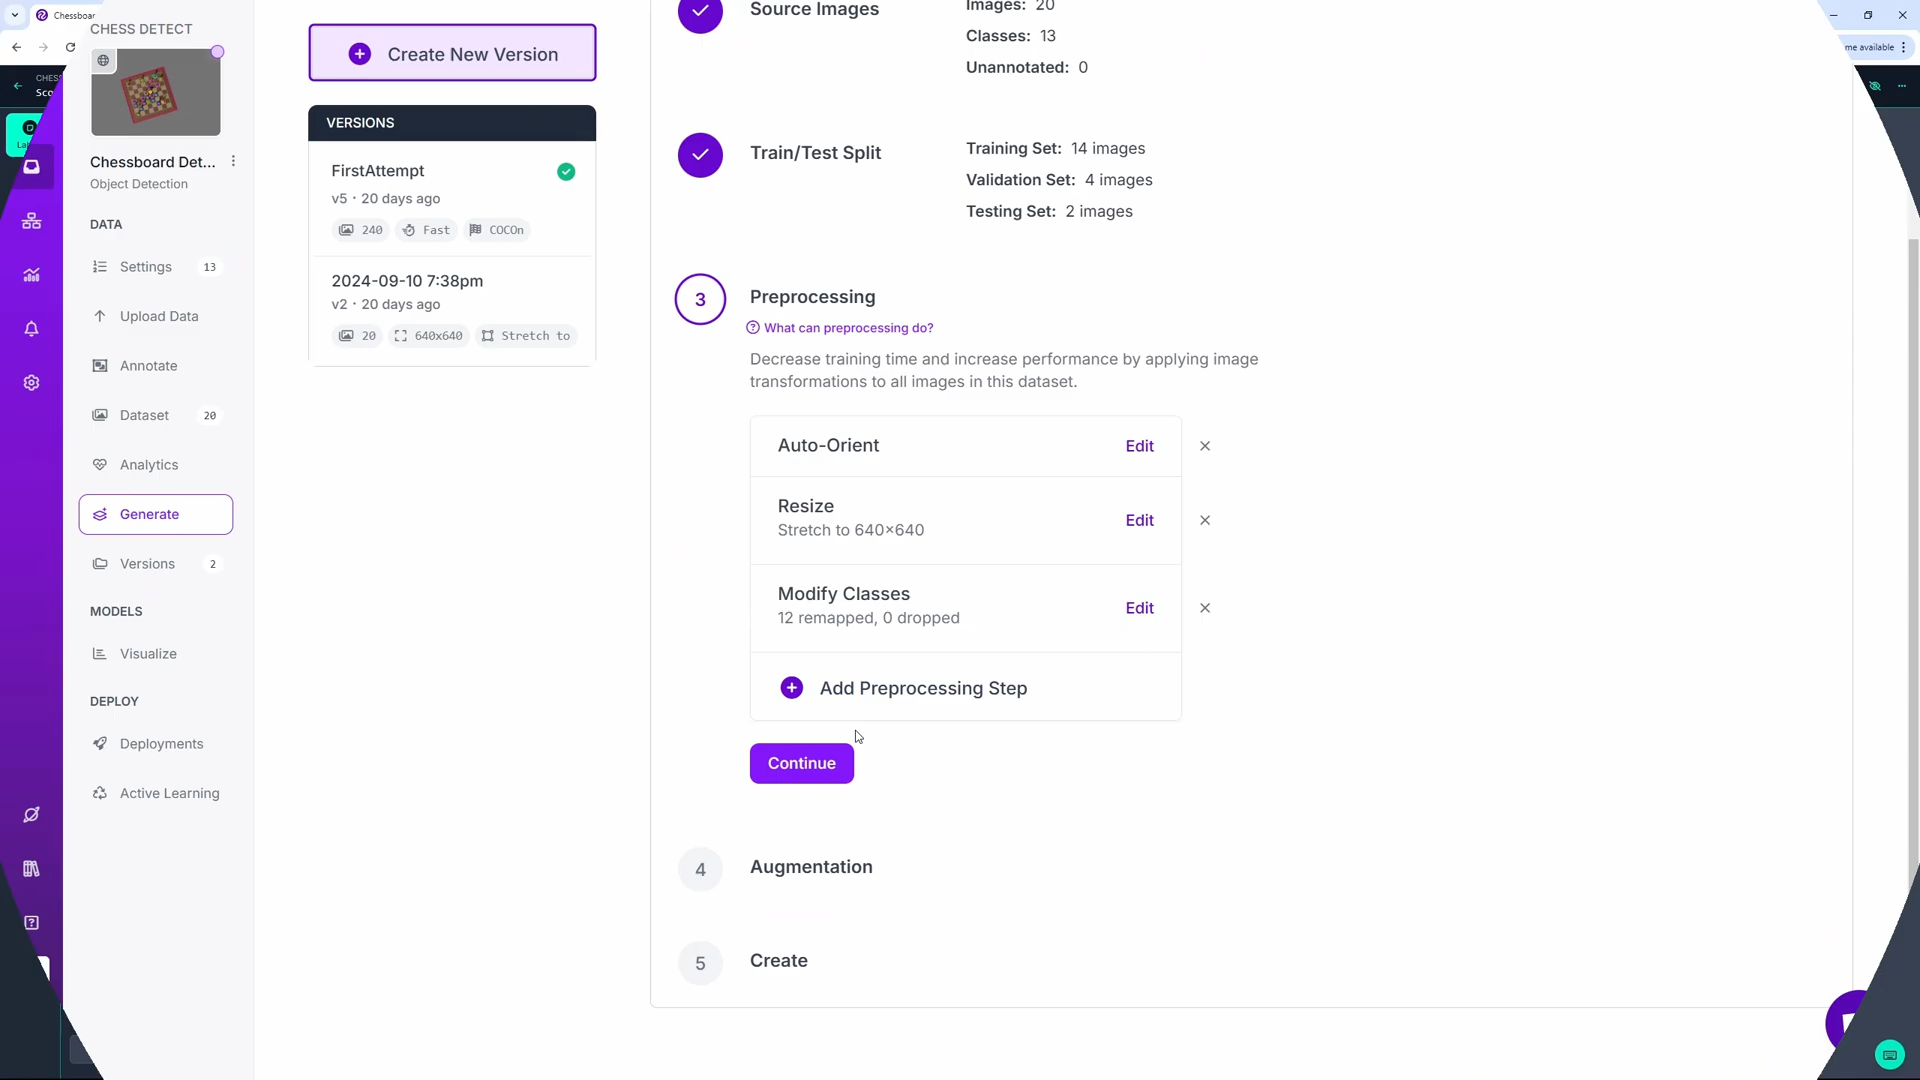 Chessboar
me available
CHESS
Sco
CHESS DETECT
Chessboard Det...
Object Detection
DATA
Settings 13
Upload Data
Annotate
Dataset 20
Analytics
Generate
Versions 2
MODELS
Visualize
DEPLOY
Deployments
Active Learning
Create New Version
VERSIONS
FirstAttempt
v5 · 20 days ago
240 Fast COCOn
2024-09-10 7:38pm
v2 · 20 days ago
20 640x640 Stretch to
Source Images
Images: 20
Classes: 13
Unannotated: 0
Train/Test Split
Training Set: 14 images
Validation Set: 4 images
Testing Set: 2 images
3 Preprocessing
What can preprocessing do?
Decrease training time and increase performance by applying image
transformations to all images in this dataset.
Auto-Orient Edit
Resize
Stretch to 640×640 Edit
Modify Classes
12 remapped, 0 dropped Edit
Add Preprocessing Step
Continue
4 Augmentation
5 Create